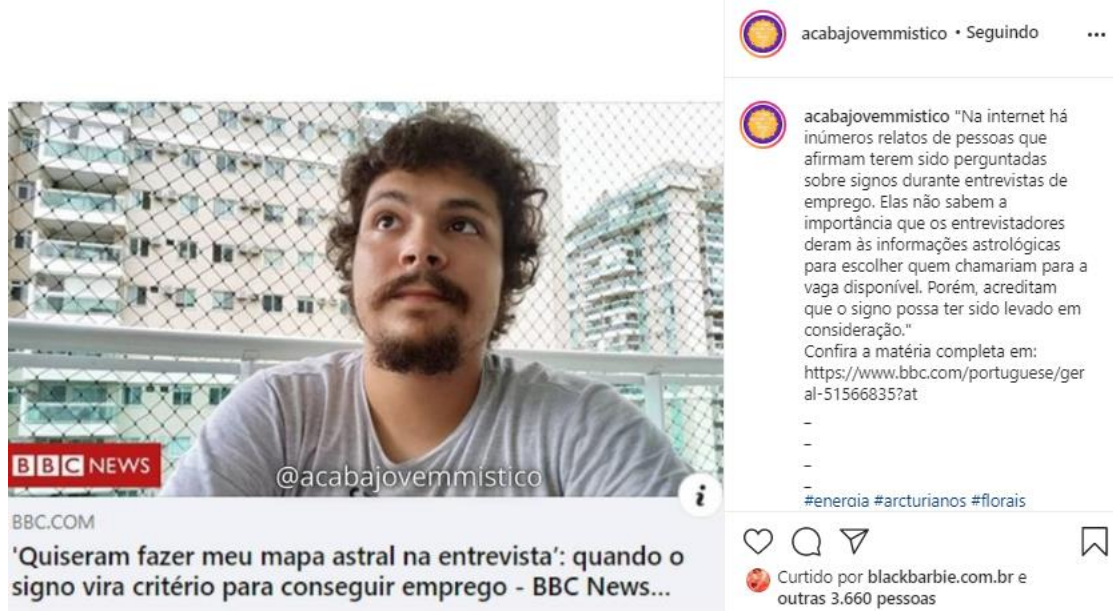 BBC NEWS
@acabajovemmistico
i
BBC.COM
'Quiseram fazer meu mapa astral na entrevista': quando o
signo vira critério para conseguir emprego - BBC News...
acabajovemmistico • Seguindo
acabajovemmistico "Na internet há
inúmeros relatos de pessoas que
afirmam terem sido perguntadas
sobre signos durante entrevistas de
emprego. Elas não sabem a
importância que os entrevistadores
deram às informações astrológicas
para escolher quem chamariam para a
vaga disponível. Porém, acreditam
que o signo possa ter sido levado em
consideração."
Confira a matéria completa em:
https://www.bbc.com/portuguese/ger
al-51566835?at
–
–
–
–
#energia #arcturianos #florais
Curtido por blackbarbie.com.br e
outras 3.660 pessoas